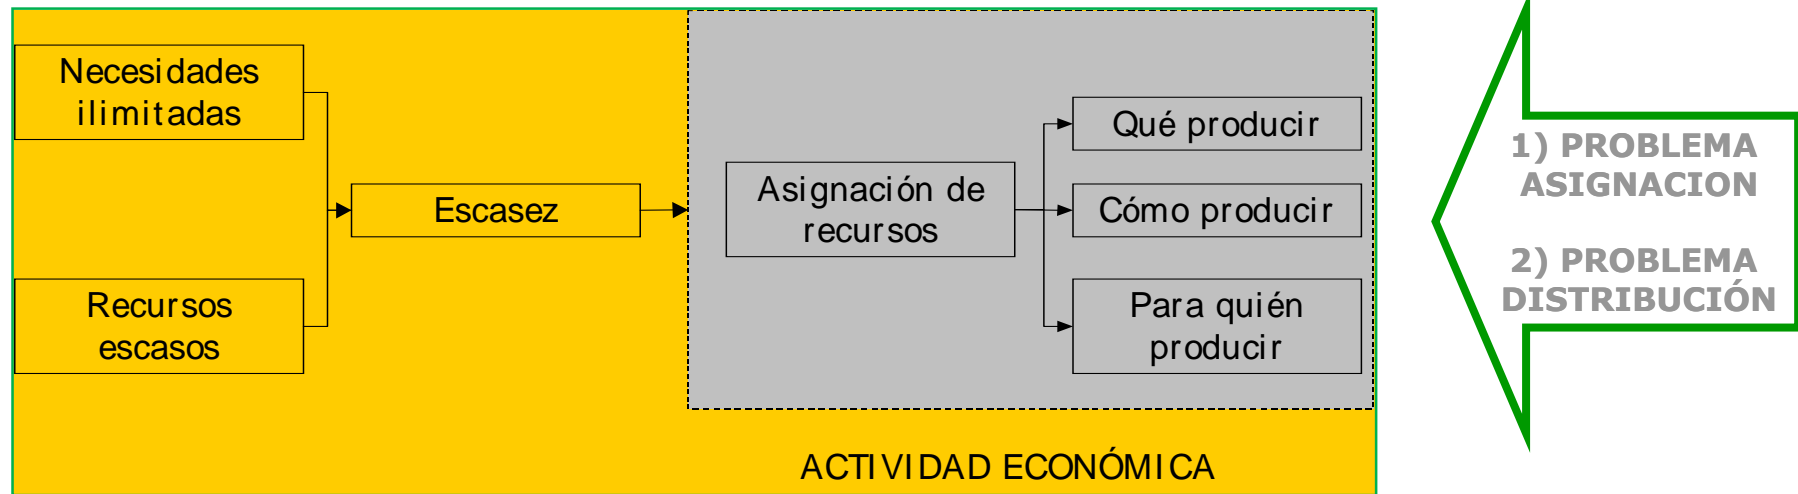 Necesidades
ilimitadas
Recursos
escasos
Escasez
Asignación de
recursos
Qué producir
Cómo producir
Para quién
producir
ACTIVIDAD ECONÓMICA
1) PROBLEMA
ASIGNACION
2) PROBLEMA
DISTRIBUCIÓN